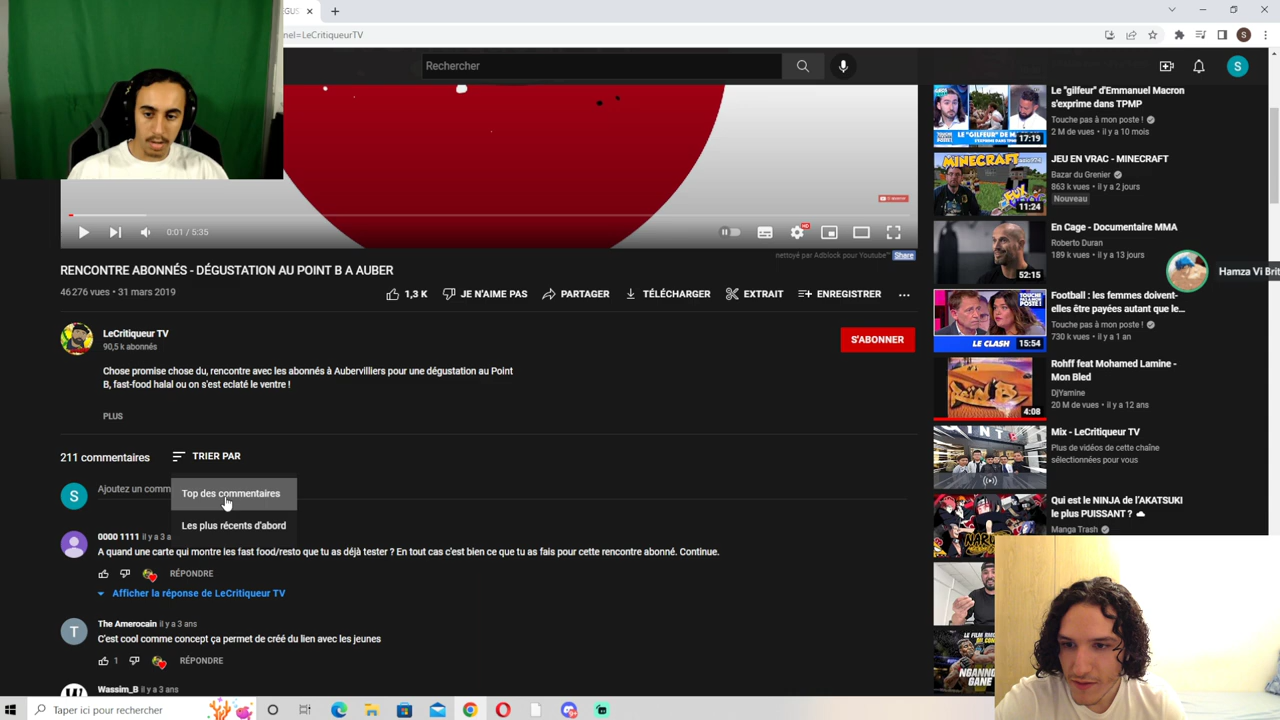 nel=LeCritiqueurTV
S
Rechercher
S
0:01 / 5:35
HD
nettoyé par Adblock pour Youtube™
Share
RENCONTRE ABONNÉS - DÉGUSTATION AU POINT B A AUBER
46 276 vues • 31 mars 2019
1,3 K
JE N'AIME PAS
PARTAGER
TÉLÉCHARGER
EXTRAIT
ENREGISTRER
LeCritiqueur TV
90,5 k abonnés
S'ABONNER
Chose promise chose du, rencontre avec les abonnés à Aubervilliers pour une dégustation au Point
B, fast-food halal ou on s'est eclaté le ventre !
PLUS
211 commentaires
TRIER PAR
S
Ajoutez un comm
Top des commentaires
Les plus récents d'abord
0000 1111 il y a 3 a
A quand une carte qui montre les fast food/resto que tu as déjà tester ? En tout cas c'est bien ce que tu as fais pour cette rencontre abonné. Continue.
RÉPONDRE
Afficher la réponse de LeCritiqueur TV
T
The Amerocain il y a 3 ans
C'est cool comme concept ça permet de créé du lien avec les jeunes
1
RÉPONDRE
Wassim_B il y a 3 ans
Le "gilfeur" d'Emmanuel Macron
s'exprime dans TPMP
Touche pas à mon poste !
2 M de vues • il y a 10 mois
17:19
JEU EN VRAC - MINECRAFT
Bazar du Grenier
863 k vues • il y a 2 jours
Nouveau
MINECRAFT
11:24
En Cage - Documentaire MMA
Roberto Duran
189 k vues • il y a 13 jours
52:15
Hamza Vi Brit
Football : les femmes doivent-
elles être payées autant que le...
Touche pas à mon poste !
730 k vues • il y a 1 an
LE CLASH
15:54
Rohff feat Mohamed Lamine -
Mon Bled
DjYamine
20 M de vues • il y a 12 ans
4:08
Mix - LeCritiqueur TV
Plus de vidéos de cette chaîne
sélectionnées pour vous
Qui est le NINJA de l'AKATSUKI
le plus PUISSANT ?
Manga Trash
Taper ici pour rechercher